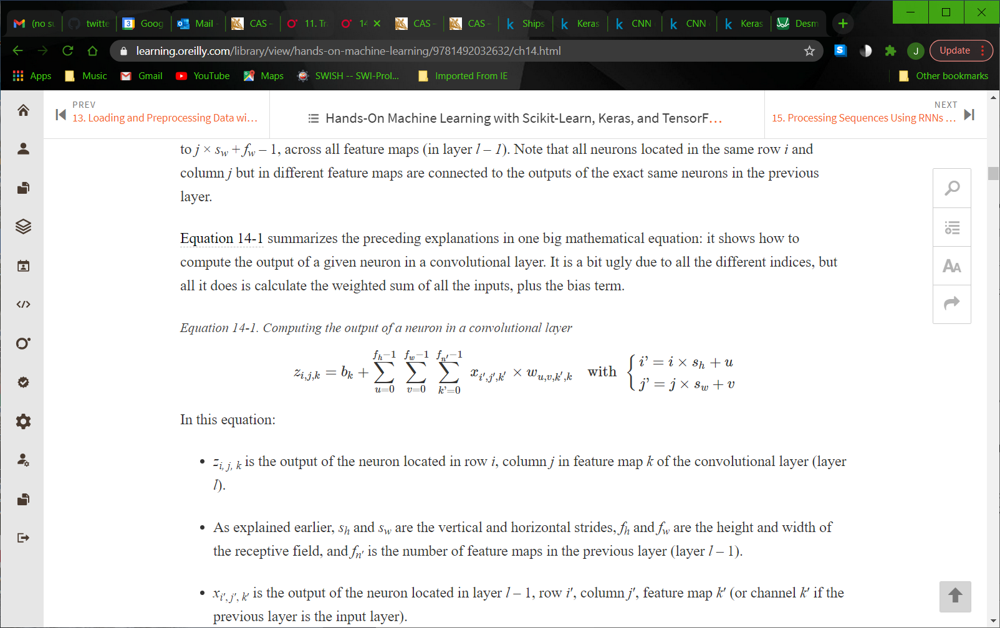 (no su
twitte
3
Goog
Mail -
CAS -
11. Tr
14
CAS -
CAS -
Ships
Keras
CNN
CNN
Keras
Desm
learning.oreilly.com/library/view/hands-on-machine-learning/9781492032632/ch14.html
S
J
Update
Apps
Music
Gmail
YouTube
Maps
SWISH -- SWI-Prol...
Imported From IE
Other bookmarks
PREV
13. Loading and Preprocessing Data wi…
Hands-On Machine Learning with Scikit-Learn, Keras, and TensorF…
NEXT
15. Processing Sequences Using RNNs …
to j × s_w + f_w – 1, across all feature maps (in layer l – 1). Note that all neurons located in the same row i and
column j but in different feature maps are connected to the outputs of the exact same neurons in the previous
layer.
Equation 14-1 summarizes the preceding explanations in one big mathematical equation: it shows how to
compute the output of a given neuron in a convolutional layer. It is a bit ugly due to all the different indices, but
all it does is calculate the weighted sum of all the inputs, plus the bias term.
Equation 14-1. Computing the output of a neuron in a convolutional layer
z_{i,j,k} = b_k + ∑_{u=0}^{f_h−1} ∑_{v=0}^{f_w−1} ∑_{k’=0}^{f_{n′}−1} x_{i′,j′,k′} × w_{u,v,k′,k} with { i’ = i × s_h + u
j’ = j × s_w + v
In this equation:
• z_{i, j, k} is the output of the neuron located in row i, column j in feature map k of the convolutional layer (layer
l).
• As explained earlier, s_h and s_w are the vertical and horizontal strides, f_h and f_w are the height and width of
the receptive field, and f_{n′} is the number of feature maps in the previous layer (layer l – 1).
• x_{i′, j′, k′} is the output of the neuron located in layer l – 1, row i′, column j′, feature map k′ (or channel k′ if the
previous layer is the input layer).
AA